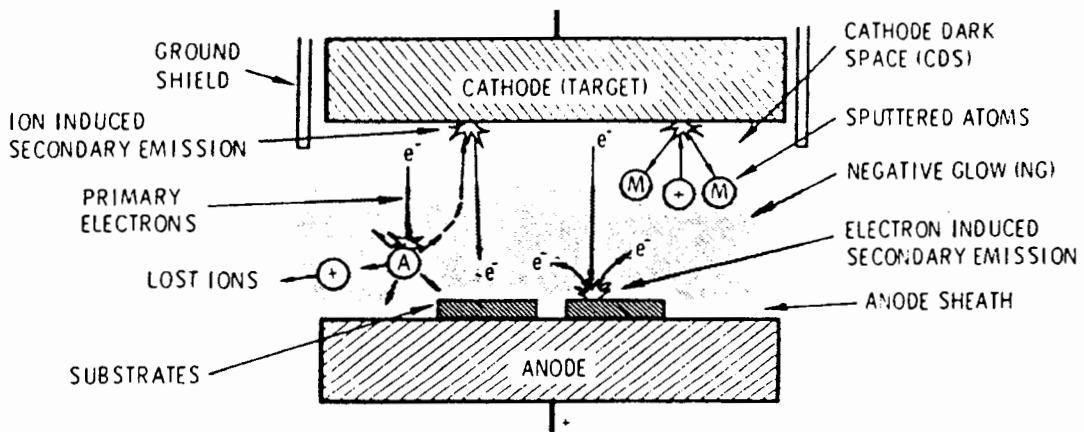 GROUND
SHIELD
CATHODE (TARGET)
CATHODE DARK
SPACE (CDS)
ION INDUCED
SECONDARY EMISSION
SPUTTERED ATOMS
e-
e-
M
+
M
PRIMARY
ELECTRONS
NEGATIVE GLOW (NG)
ELECTRON INDUCED
SECONDARY EMISSION
LOST IONS
+
A
e-
e-
e-
ANODE SHEATH
SUBSTRATES
ANODE
+